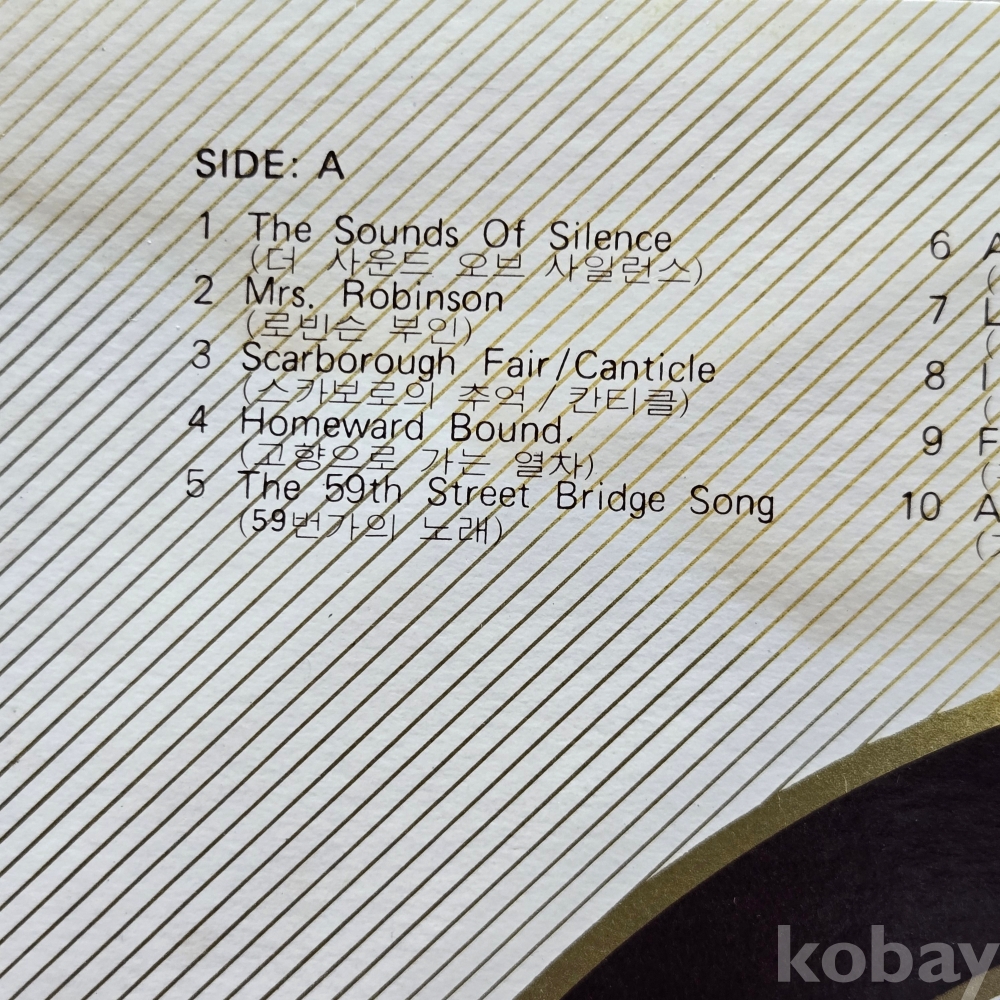 SIDE: A
1 The Sounds Of Silence
(더 사운드 오브 사일런스)
2 Mrs. Robinson
(로빈슨 부인)
3 Scarborough Fair/Canticle
(스카보로의 추억/칸티클)
4 Homeward Bound.
(고향으로 가는 열차)
5 The 59th Street Bridge Song
(59번가의 노래)
6 A
7 L
8 I
9 F
10 A
kobay